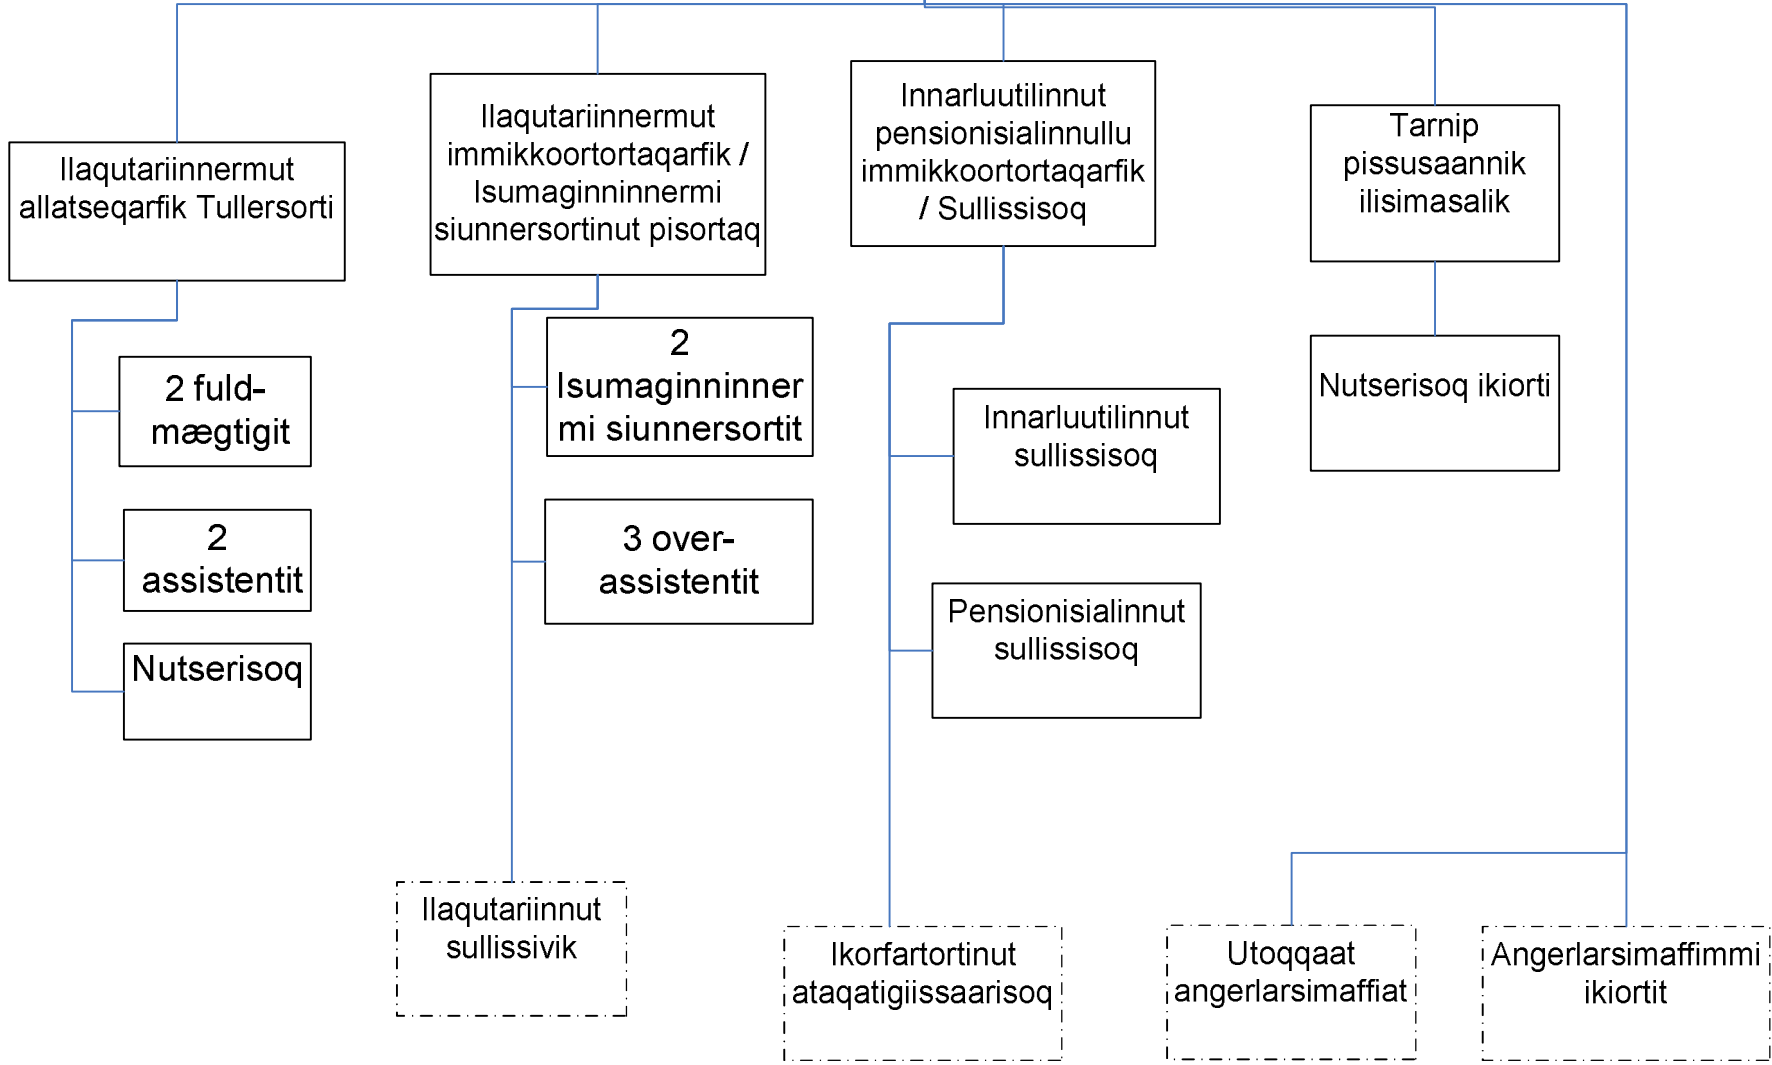 Ilaqutariinnermut
allatseqarfik Tullersorti
2 fuld-
mægtigit
2
assistentit
Nutserisoq
Ilaqutariinnermut
immikkoortortaqarfik /
Isumaginninnermi
siunnersortinut pisortaq
2
Isumaginninner
mi siunnersortit
3 over-
assistentit
Ilaqutariinnut
sullissivik
Innarluutilinnut
pensionisialinnullu
immikkoortortaqarfik
/ Sullissisoq
Innarluutilinnut
sullissisoq
Pensionisialinnut
sullissisoq
Ikorfartortinut
ataqatigiissaarisoq
Tarnip
pissusaannik
ilisimasalik
Nutserisoq ikiorti
Utoqqaat
angerlarsimaffiat
Angerlarsimaffimmi
ikiortit